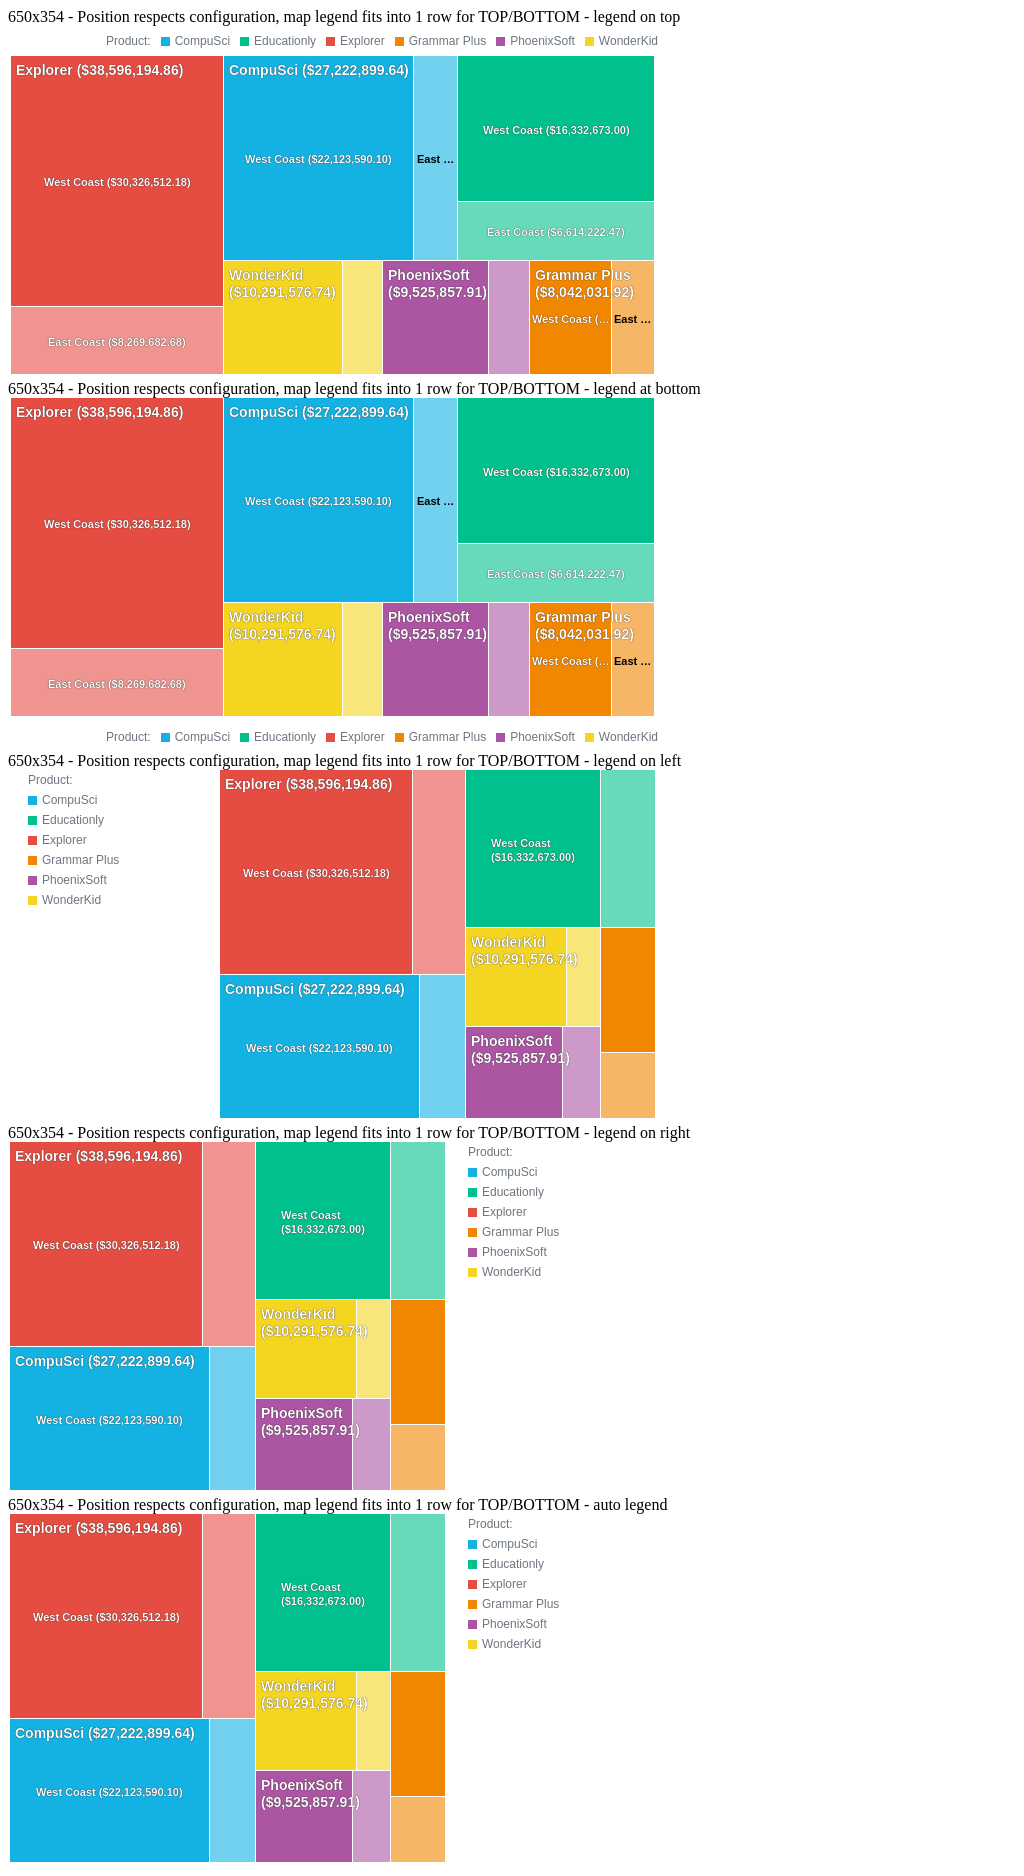 650x354 - Position respects configuration, map legend fits into 1 row for TOP/BOTTOM - legend on top
Product: CompuSci Educationly Explorer Grammar Plus PhoenixSoft WonderKid
Explorer ($38,596,194.86) CompuSci ($27,222,899.64)
West Coast ($16,332,673.00)
West Coast ($22,123,590.10) East ...
West Coast ($30,326,512.18)
East Coast ($6,614,222.47)
WonderKid PhoenixSoft Grammar Plus
($10,291,576.74) ($9,525,857.91) ($8,042,031.92)
West Coast (... East ...
East Coast ($8,269,682.68)
650x354 - Position respects configuration, map legend fits into 1 row for TOP/BOTTOM - legend at bottom
Explorer ($38,596,194.86) CompuSci ($27,222,899.64)
West Coast ($16,332,673.00)
West Coast ($22,123,590.10) East ...
West Coast ($30,326,512.18)
East Coast ($6,614,222.47)
WonderKid PhoenixSoft Grammar Plus
($10,291,576.74) ($9,525,857.91) ($8,042,031.92)
West Coast (... East ...
East Coast ($8,269,682.68)
Product: CompuSci Educationly Explorer Grammar Plus PhoenixSoft WonderKid
650x354 - Position respects configuration, map legend fits into 1 row for TOP/BOTTOM - legend on left
Product:
CompuSci
Educationly
Explorer
Grammar Plus
PhoenixSoft
WonderKid
Explorer ($38,596,194.86)
West Coast
($16,332,673.00)
West Coast ($30,326,512.18)
WonderKid
($10,291,576.74)
CompuSci ($27,222,899.64)
West Coast ($22,123,590.10)
PhoenixSoft
($9,525,857.91)
650x354 - Position respects configuration, map legend fits into 1 row for TOP/BOTTOM - legend on right
Explorer ($38,596,194.86)
West Coast
($16,332,673.00)
West Coast ($30,326,512.18)
WonderKid
($10,291,576.74)
CompuSci ($27,222,899.64)
West Coast ($22,123,590.10)
PhoenixSoft
($9,525,857.91)
Product:
CompuSci
Educationly
Explorer
Grammar Plus
PhoenixSoft
WonderKid
650x354 - Position respects configuration, map legend fits into 1 row for TOP/BOTTOM - auto legend
Explorer ($38,596,194.86)
West Coast
($16,332,673.00)
West Coast ($30,326,512.18)
WonderKid
($10,291,576.74)
CompuSci ($27,222,899.64)
West Coast ($22,123,590.10)
PhoenixSoft
($9,525,857.91)
Product:
CompuSci
Educationly
Explorer
Grammar Plus
PhoenixSoft
WonderKid